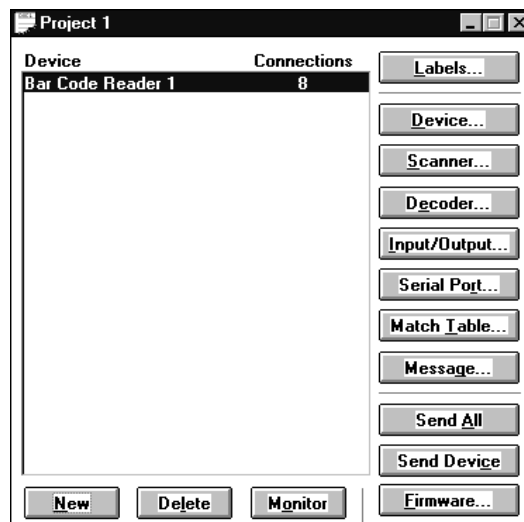 Project 1
Device Connections
Bar Code Reader 1 8
Labels...
Device...
Scanner...
Decoder...
Input/Output...
Serial Port...
Match Table...
Message...
Send All
Send Device
New Delete Monitor Firmware...